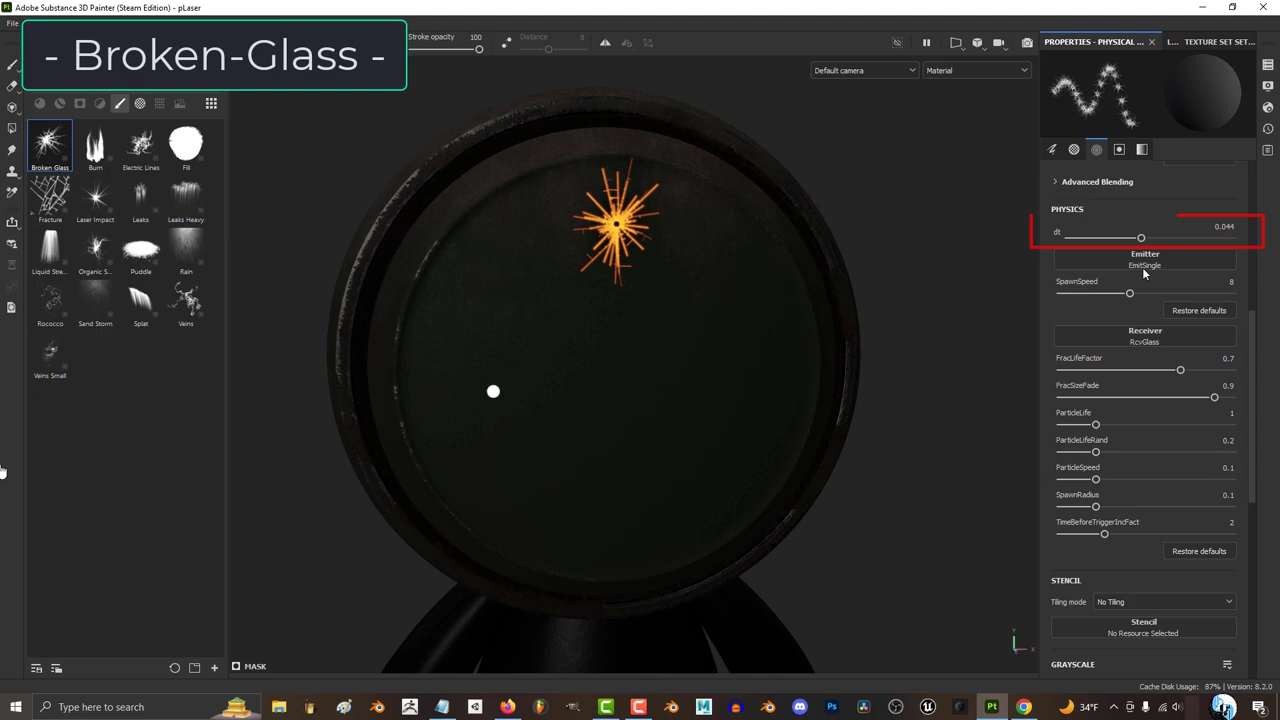 Adobe Substance 3D Painter (Steam Edition) - pLaser
File
- Broken-Glass -
Stroke opacity 100
Distance 8
PROPERTIES - PHYSICAL ...
L...
TEXTURE SET SET...
Default camera
Material
Broken Glass
Burn
Electric Lines
Fill
Fracture
Laser Impact
Leaks
Leaks Heavy
Liquid Stre...
Organic S...
Puddle
Rain
Rococco
Sand Storm
Splat
Veins
Veins Small
Advanced Blending
PHYSICS
dt 0.044
Emitter
EmitSingle
SpawnSpeed 8
Restore defaults
Receiver
RcvGlass
FracLifeFactor 0.7
FracSizeFade 0.9
ParticleLife 1
ParticleLifeRand 0.2
ParticleSpeed 0.1
SpawnRadius 0.1
TimeBeforeTriggerIncFact 2
Restore defaults
STENCIL
Tiling mode No Tiling
Stencil
No Resource Selected
GRAYSCALE
Y
X
MASK
Cache Disk Usage: 87% | Version: 8.2.0
Type here to search
34°F